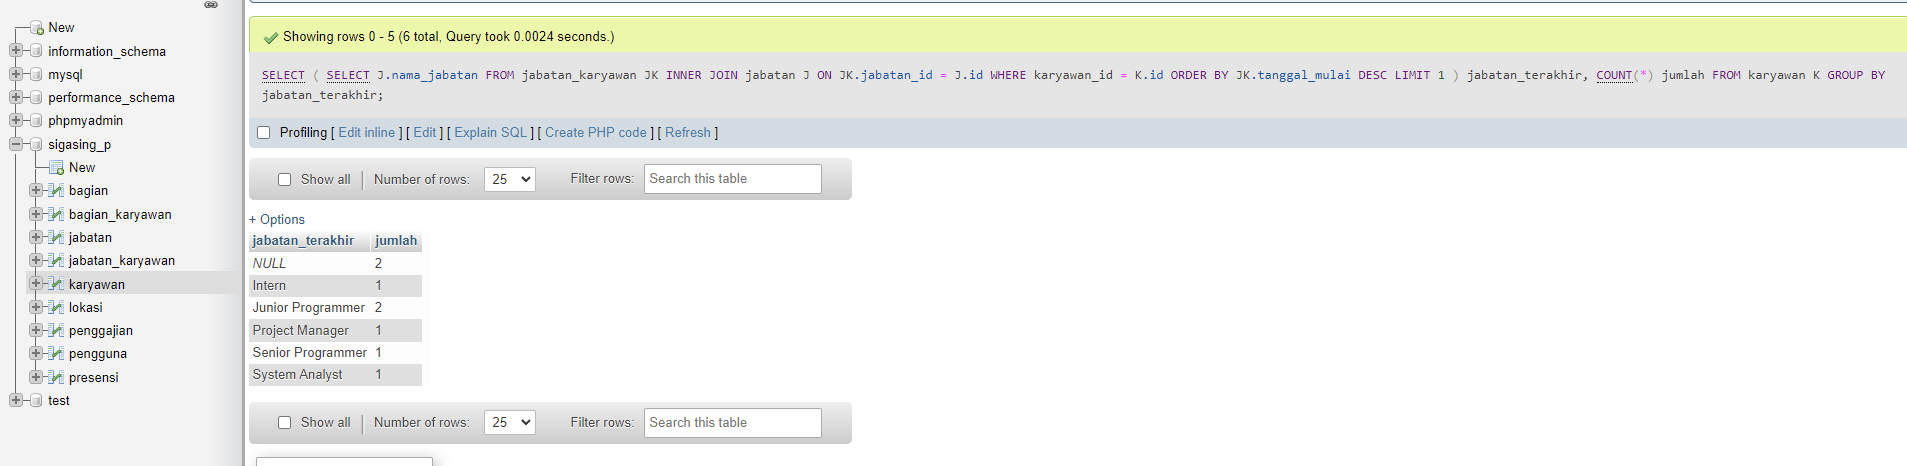 New
information_schema
mysql
performance_schema
phpmyadmin
sigasing_p
New
bagian
bagian_karyawan
jabatan
jabatan_karyawan
karyawan
lokasi
penggajian
pengguna
presensi
test
Showing rows 0 - 5 (6 total, Query took 0.0024 seconds.)
SELECT ( SELECT J.nama_jabatan FROM jabatan_karyawan JK INNER JOIN jabatan J ON JK.jabatan_id = J.id WHERE karyawan_id = K.id ORDER BY JK.tanggal_mulai DESC LIMIT 1 ) jabatan_terakhir, COUNT(*) jumlah FROM karyawan K GROUP BY
jabatan_terakhir;
Profiling [ Edit inline ] [ Edit ] [ Explain SQL ] [ Create PHP code ] [ Refresh ]
Show all | Number of rows: 25 Filter rows: Search this table
+ Options
jabatan_terakhir jumlah
NULL 2
Intern 1
Junior Programmer 2
Project Manager 1
Senior Programmer 1
System Analyst 1
Show all | Number of rows: 25 Filter rows: Search this table